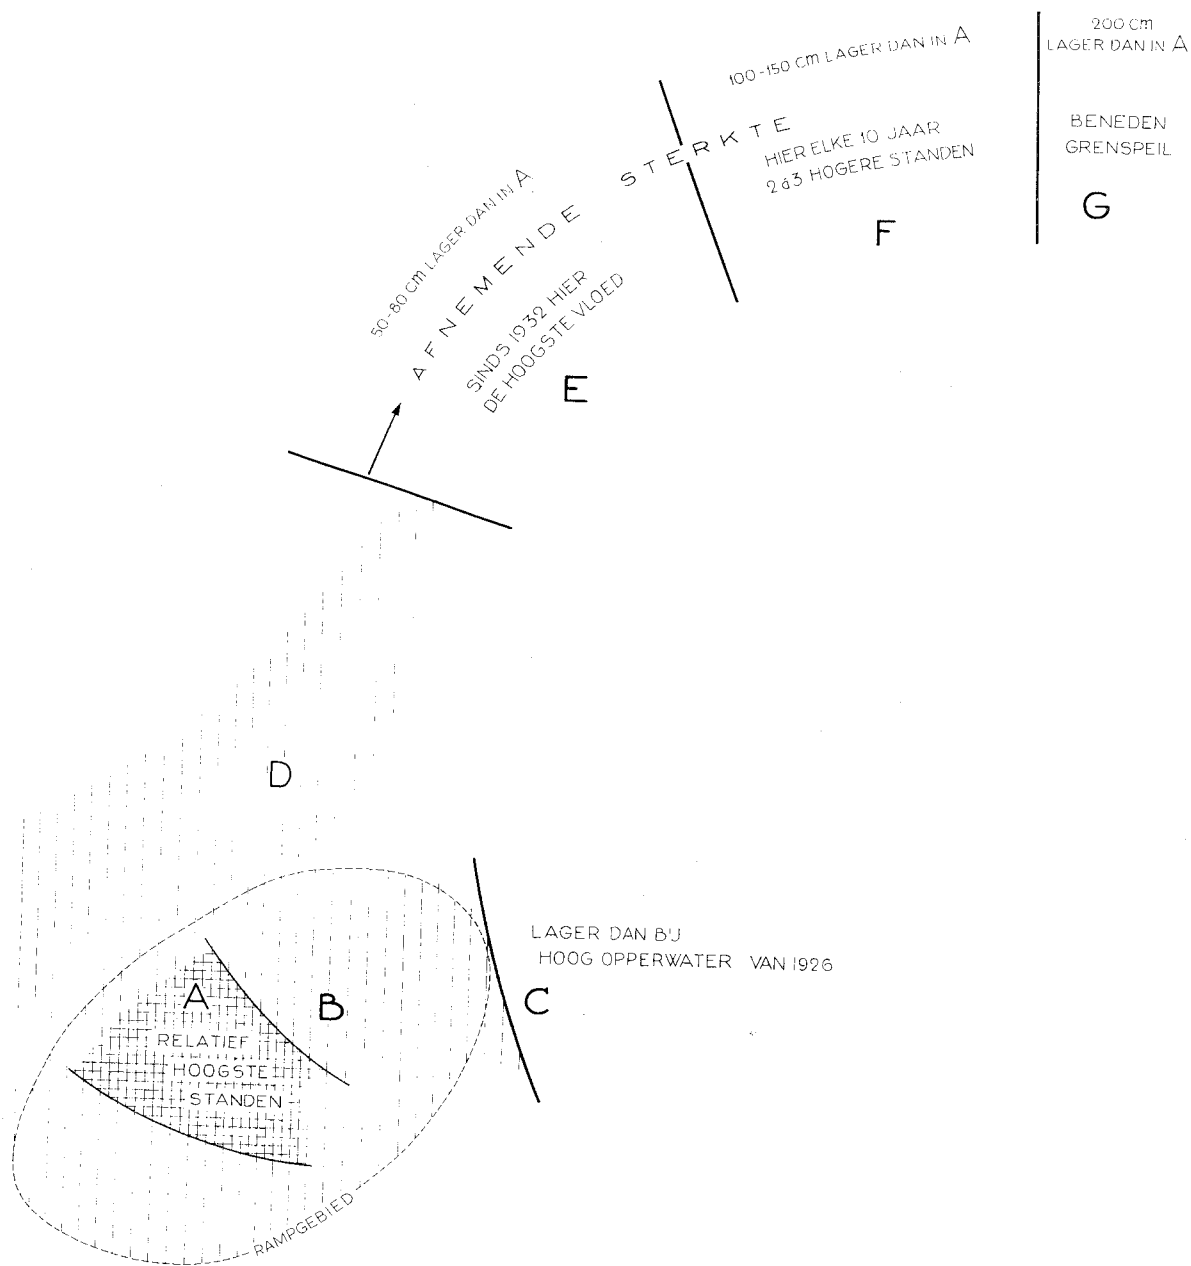 200 cm
LAGER DAN IN A
100-150 cm LAGER DAN IN A
BENEDEN
GRENSPEIL
G
HIER ELKE 10 JAAR
2 á 3 HOGERE STANDEN
F
AFNEMENDE STERKTE
50-80 cm LAGER DAN IN A
SINDS 1932 HIER
DE HOOGSTE VLOED
E
D
LAGER DAN BIJ
HOOG OPPERWATER VAN 1926
C
B
A
RELATIEF
HOOGSTE
STANDEN
RAMPGEBIED